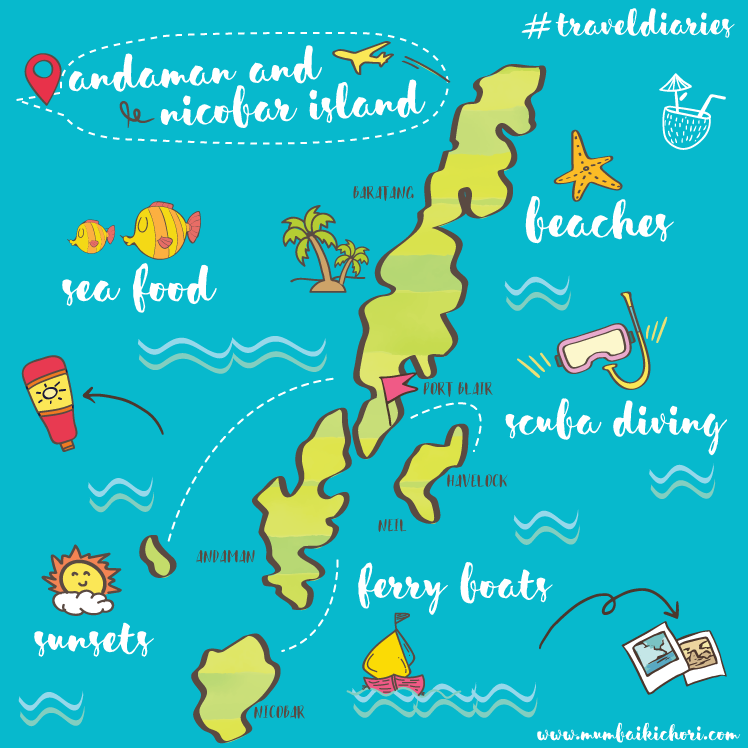 #traveldiaries
andaman and
nicobar island
BARATANG
beaches
sea food
PORT BLAIR
scuba diving
HAVELOCK
NEIL
ANDAMAN
ferry boats
sunsets
NICOBAR
www.mumbaikichori.com